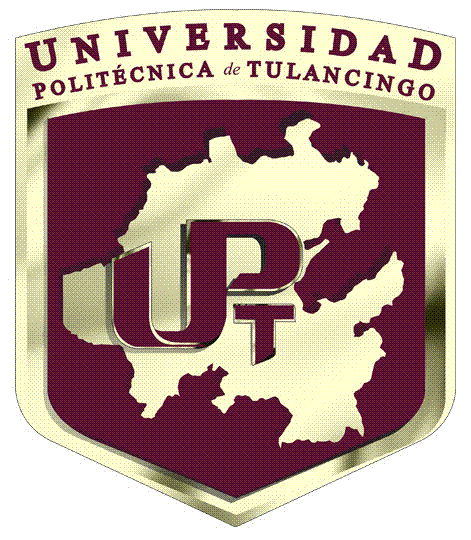 UNIVERSIDAD
POLITÉCNICA de TULANCINGO
UPT